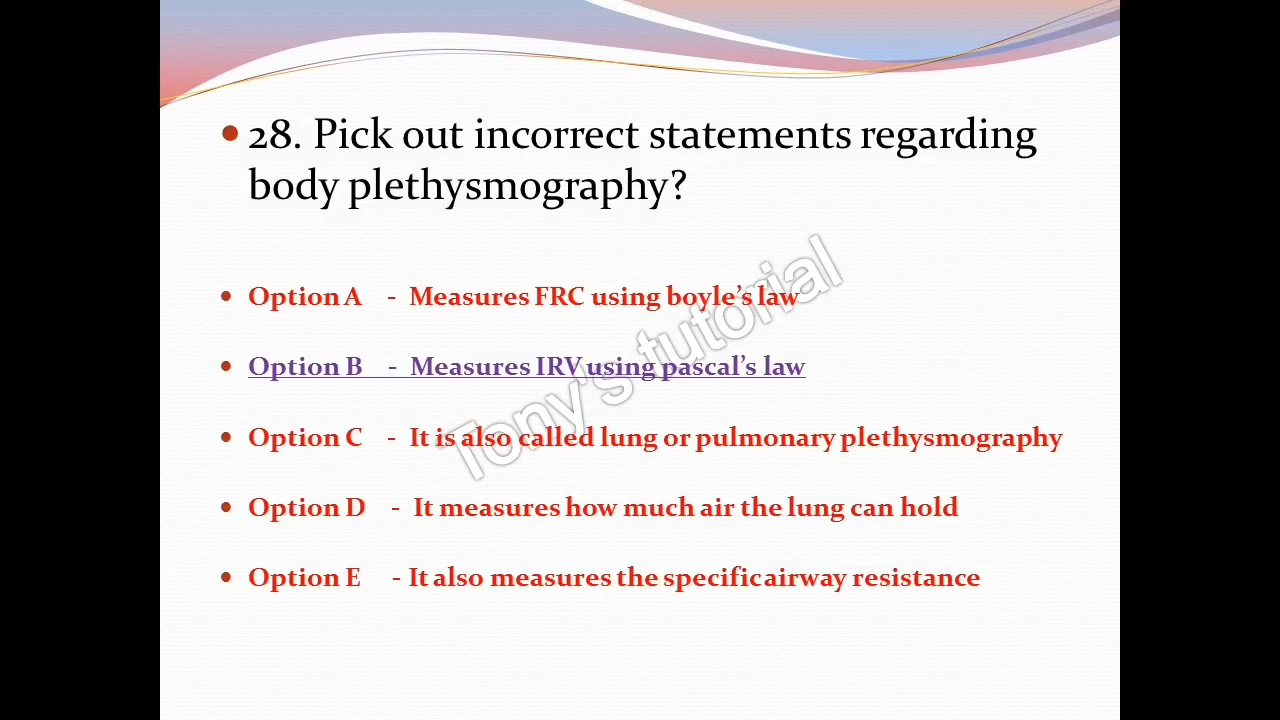 28. Pick out incorrect statements regarding
body plethysmography?
Option A - Measures FRC using boyle's law
Option B - Measures IRV using pascal's law
Option C - It is also called lung or pulmonary plethysmography
Option D - It measures how much air the lung can hold
Option E - It also measures the specific airway resistance
Tony's tutorial